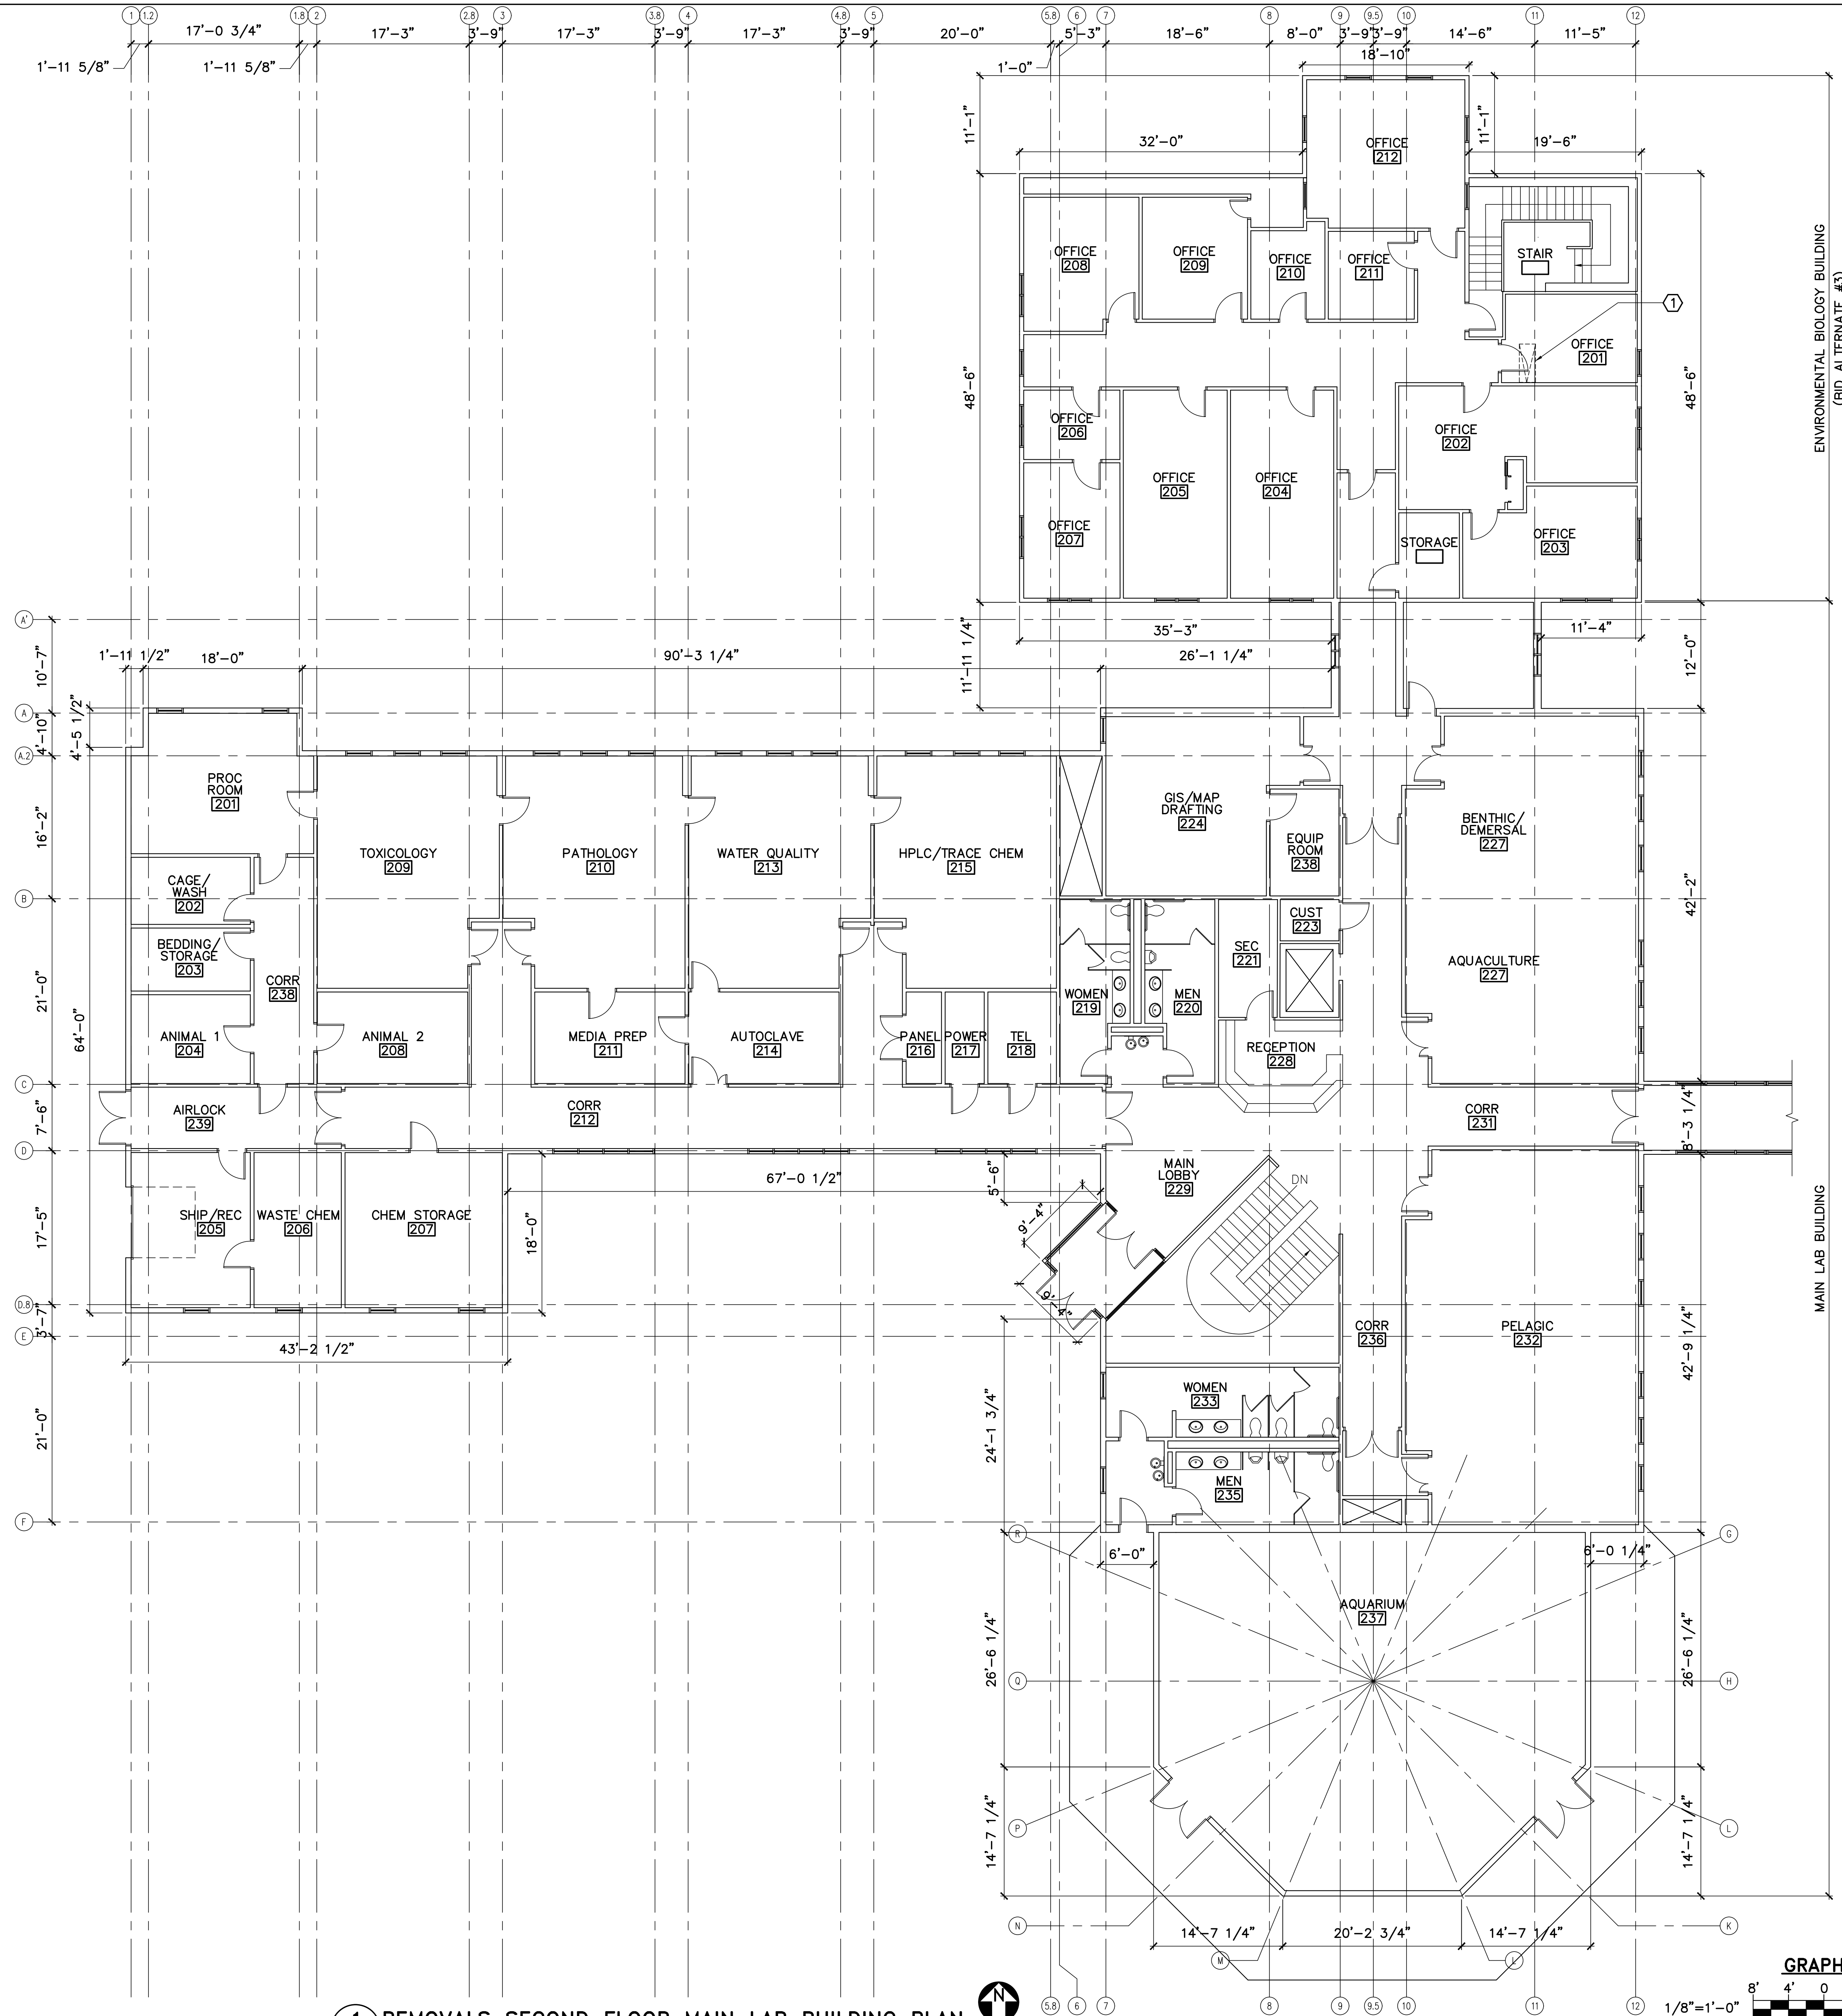 1 1.2 1.8 2 2.8 3 3.8 4 4.8 5 5.8 6 7 8 9 9.5 10 11 12
17'-0 3/4" 17'-3" 3'-9" 17'-3" 3'-9" 17'-3" 3'-9" 20'-0" 5'-3" 18'-6" 8'-0" 3'-9" 3'-9" 14'-6" 11'-5"
1'-11 5/8" 1'-11 5/8" 1'-0" 18'-10"
11'-1" 11'-1"
32'-0" 19'-6"
OFFICE
212
OFFICE
208
OFFICE
209
OFFICE
210
OFFICE
211
STAIR
1
OFFICE
201
48'-6" 48'-6"
ENVIRONMENTAL BIOLOGY BUILDING
(BID ALTERNATE #3)
OFFICE
206
OFFICE
202
OFFICE
205
OFFICE
204
OFFICE
207
STORAGE
OFFICE
203
A'
35'-3" 11'-4"
10'-7"
1'-11 1/2" 18'-0" 90'-3 1/4" 26'-1 1/4"
11'-11 1/4" 12'-0"
A
4'-10" 4'-5 1/2"
A.2
PROC
ROOM
201
GIS/MAP
DRAFTING
224
BENTHIC/
DEMERSAL
227
16'-2"
TOXICOLOGY
209
PATHOLOGY
210
WATER QUALITY
213
HPLC/TRACE CHEM
215
EQUIP
ROOM
238
CAGE/
WASH
202
B
42'-2"
CUST
223
BEDDING/
STORAGE
203
SEC
221
AQUACULTURE
227
CORR
238
21'-0"
64'-0"
WOMEN
219
MEN
220
ANIMAL 1
204
ANIMAL 2
208
MEDIA PREP
211
AUTOCLAVE
214
PANEL
216
POWER
217
TEL
218
RECEPTION
228
C
7'-6"
AIRLOCK
239
CORR
212
CORR
231
8'-3 1/4"
D
MAIN
LOBBY
229
5'-6"
67'-0 1/2"
DN
17'-5"
SHIP/REC
205
WASTE CHEM
206
CHEM STORAGE
207
18'-0"
9'-4"
9'-4"
MAIN LAB BUILDING
D.8
3'-7"
E
CORR
236
PELAGIC
232
43'-2 1/2"
42'-9 1/4"
WOMEN
233
21'-0"
24'-1 3/4"
MEN
235
F
R G
6'-0" 6'-0 1/4"
AQUARIUM
237
26'-6 1/4" 26'-6 1/4"
Q H
P L
14'-7 1/4" 14'-7 1/4"
N K
14'-7 1/4" 20'-2 3/4" 14'-7 1/4"
M L
GRAPH
8' 4' 0
1/8"=1'-0"
N
5.8 6 7 8 9 9.5 10 11 12
1 REMOVALS SECOND FLOOR MAIN LAB BUILDING PLAN